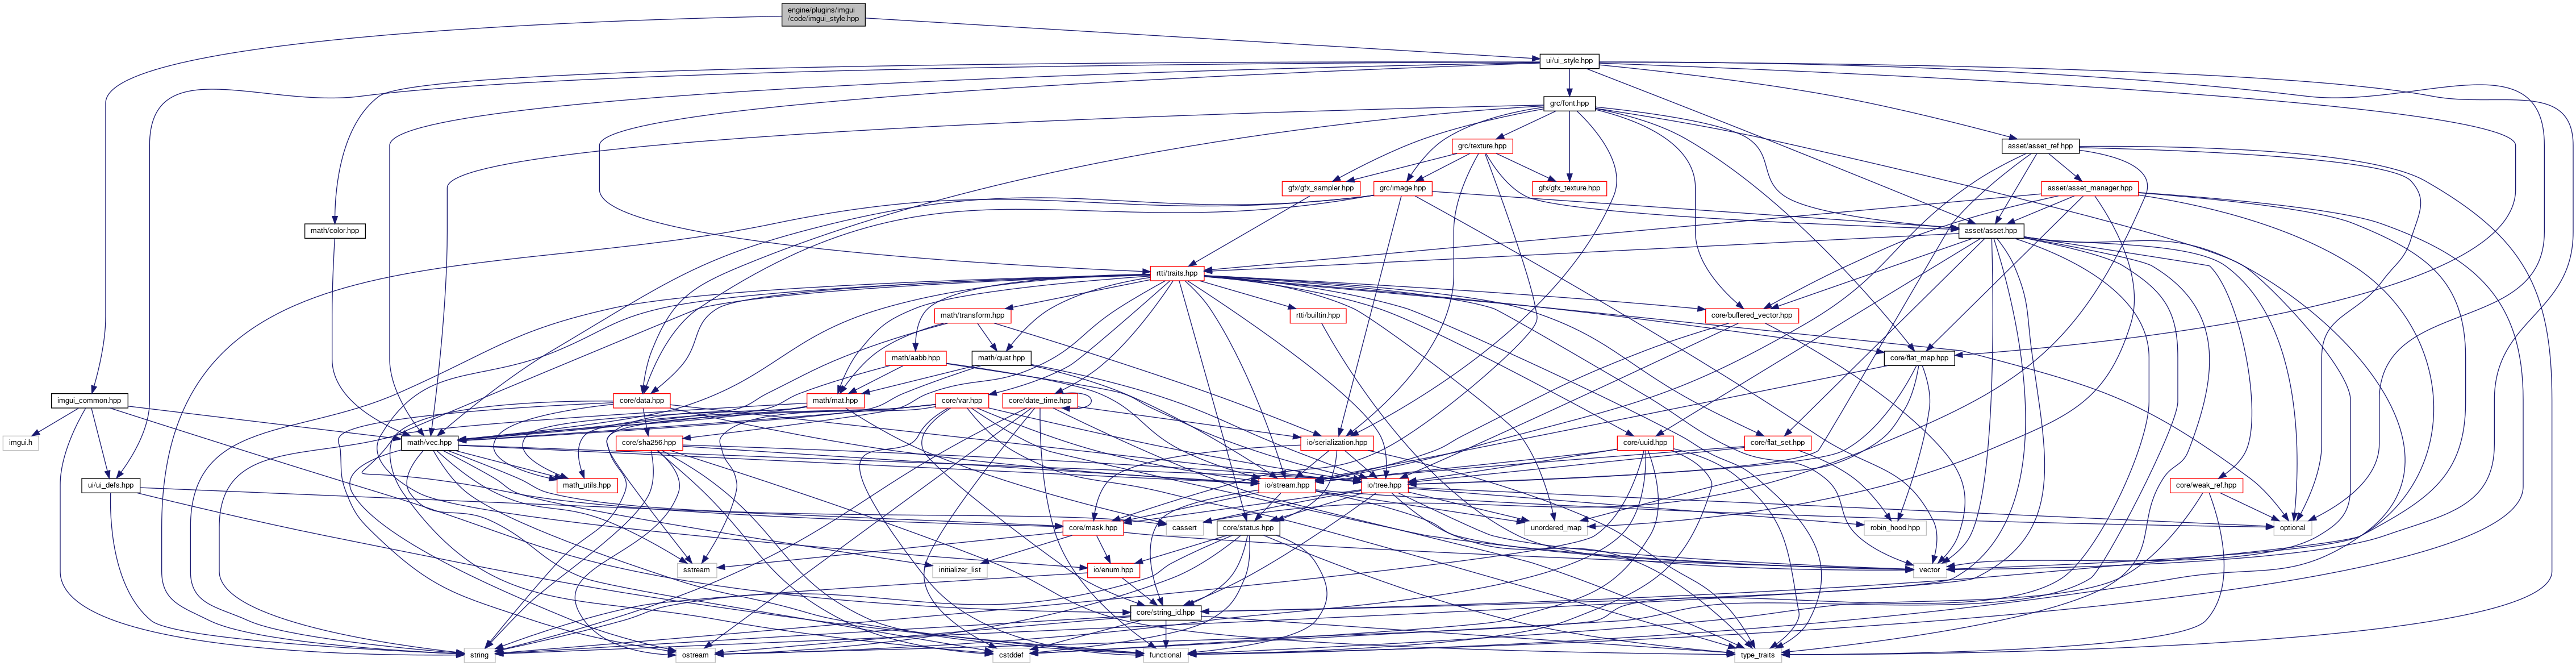 engine/plugins/imgui
/code/imgui_style.hpp
ui/ui_style.hpp
grc/font.hpp
grc/texture.hpp
asset/asset_ref.hpp
gfx/gfx_sampler.hpp
grc/image.hpp
gfx/gfx_texture.hpp
asset/asset_manager.hpp
math/color.hpp
asset/asset.hpp
rtti/traits.hpp
math/transform.hpp
rtti/builtin.hpp
core/buffered_vector.hpp
math/aabb.hpp
math/quat.hpp
core/flat_map.hpp
imgui_common.hpp
core/data.hpp
math/mat.hpp
core/var.hpp
core/date_time.hpp
imgui.h
math/vec.hpp
core/sha256.hpp
io/serialization.hpp
core/uuid.hpp
core/flat_set.hpp
ui/ui_defs.hpp
math_utils.hpp
io/stream.hpp
io/tree.hpp
core/weak_ref.hpp
core/mask.hpp
cassert
core/status.hpp
unordered_map
robin_hood.hpp
optional
sstream
initializer_list
io/enum.hpp
vector
core/string_id.hpp
string
ostream
cstddef
functional
type_traits